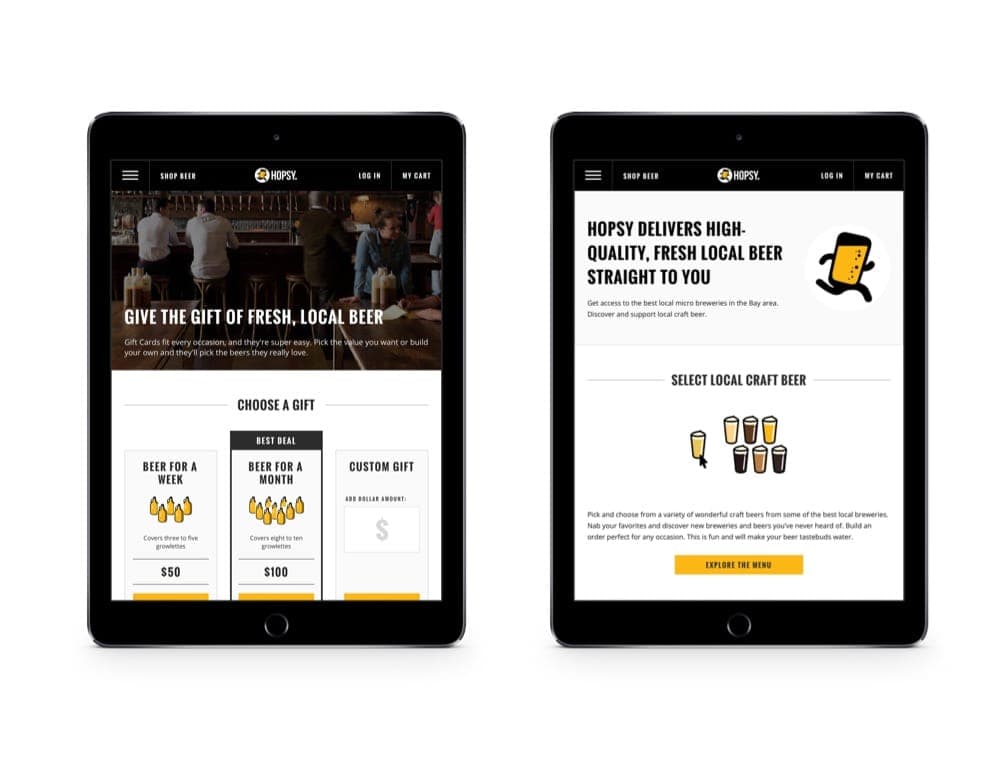 SHOP BEER
HOPSY.
LOG IN
MY CART
GIVE THE GIFT OF FRESH, LOCAL BEER
Gift Cards fit every occasion, and they're super easy. Pick the value you want or build
your own and they'll pick the beers they really love.
CHOOSE A GIFT
BEER FOR A
WEEK
Covers three to five
growlettes
$50
BEST DEAL
BEER FOR A
MONTH
Covers eight to ten
growlettes
$100
CUSTOM GIFT
ADD DOLLAR AMOUNT:
$
SHOP BEER
HOPSY.
LOG IN
MY CART
HOPSY DELIVERS HIGH-
QUALITY, FRESH LOCAL BEER
STRAIGHT TO YOU
Get access to the best local micro breweries in the Bay area.
Discover and support local craft beer.
SELECT LOCAL CRAFT BEER
Pick and choose from a variety of wonderful craft beers from some of the best local breweries.
Nab your favorites and discover new breweries and beers you've never heard of. Build an
order perfect for any occasion. This is fun and will make your beer tastebuds water.
EXPLORE THE MENU